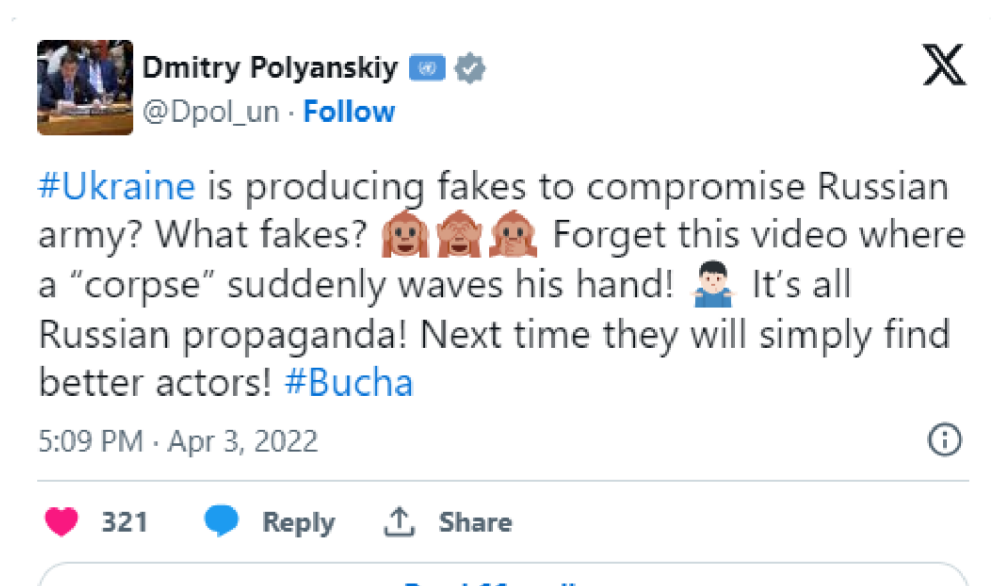 Dmitry Polyanskiy
@Dpol_un · Follow
#Ukraine is producing fakes to compromise Russian
army? What fakes? 🙉🙈🙊 Forget this video where
a “corpse” suddenly waves his hand! 🤷🏻‍♂️ It’s all
Russian propaganda! Next time they will simply find
better actors! #Bucha
5:09 PM · Apr 3, 2022
321 Reply Share